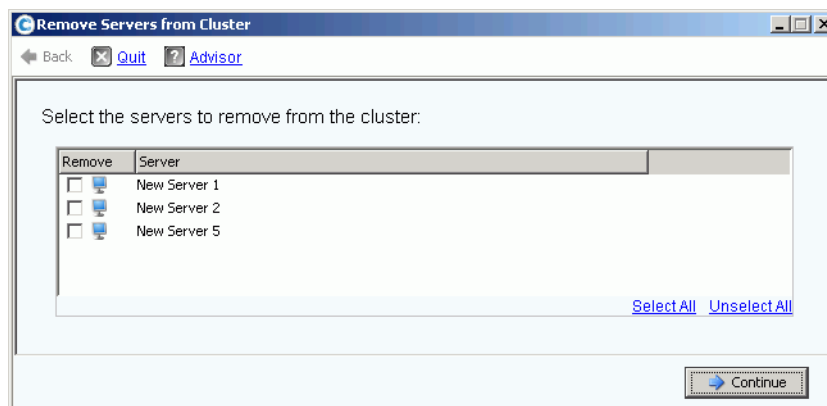 Remove Servers from Cluster
Back Quit Advisor
Select the servers to remove from the cluster:
Remove Server
New Server 1
New Server 2
New Server 5
Select All Unselect All
Continue